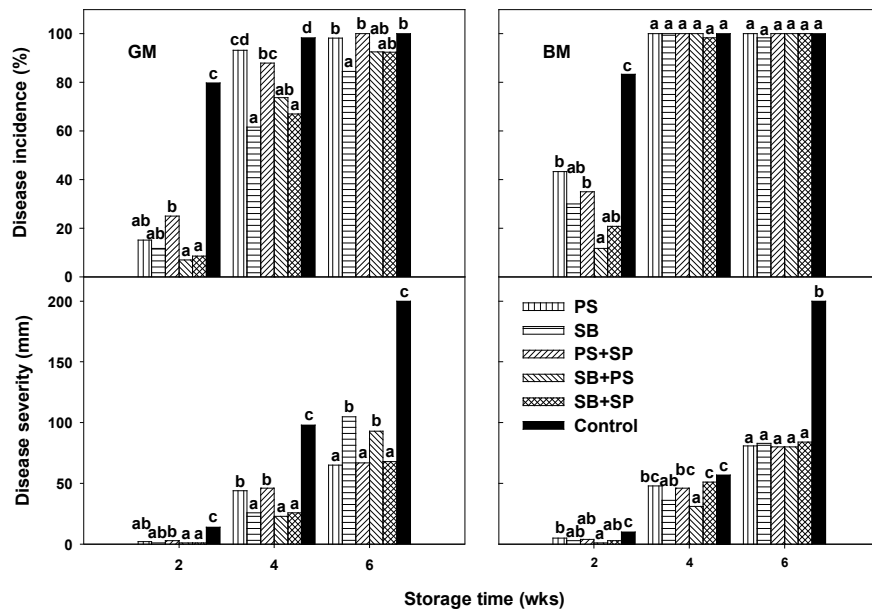 GM
BM
Disease incidence (%)
100
80
60
40
20
0
ab
ab
b
a
a
c
cd
a
bc
ab
a
d
b
a
b
ab
ab
b
b
ab
b
a
ab
c
a
a
a
a
a
a
a
a
a
a
a
Disease severity (mm)
200
150
100
50
0
ab
ab
b
a
a
c
b
a
b
a
a
c
a
b
a
b
a
c
b
ab
ab
a
ab
c
bc
ab
bc
a
c
c
a
a
a
a
a
b
PS
SB
PS+SP
SB+PS
SB+SP
Control
2
4
6
2
4
6
Storage time (wks)